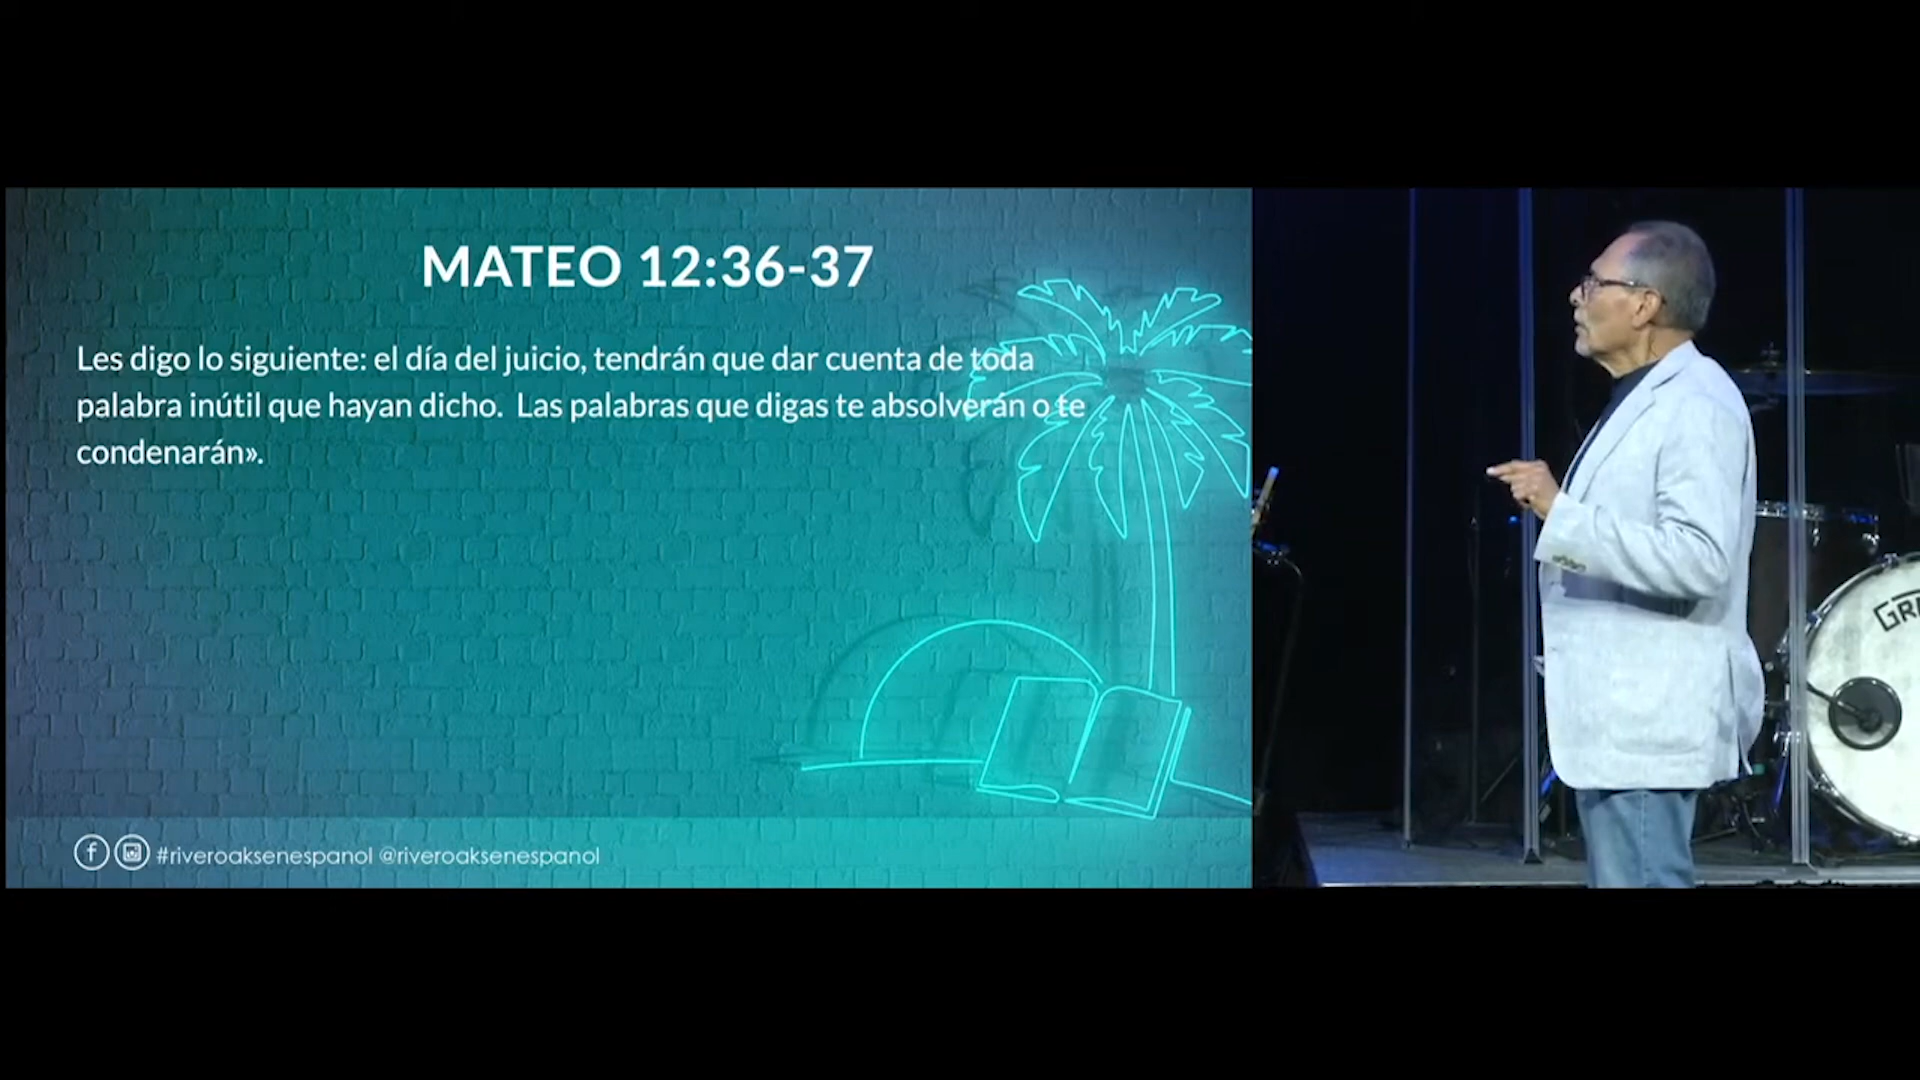 MATEO 12:36-37
Les digo lo siguiente: el día del juicio, tendrán que dar cuenta de toda
palabra inútil que hayan dicho.  Las palabras que digas te absolverán o te
condenarán».
#riveroaksenespanol @riveroaksenespanol